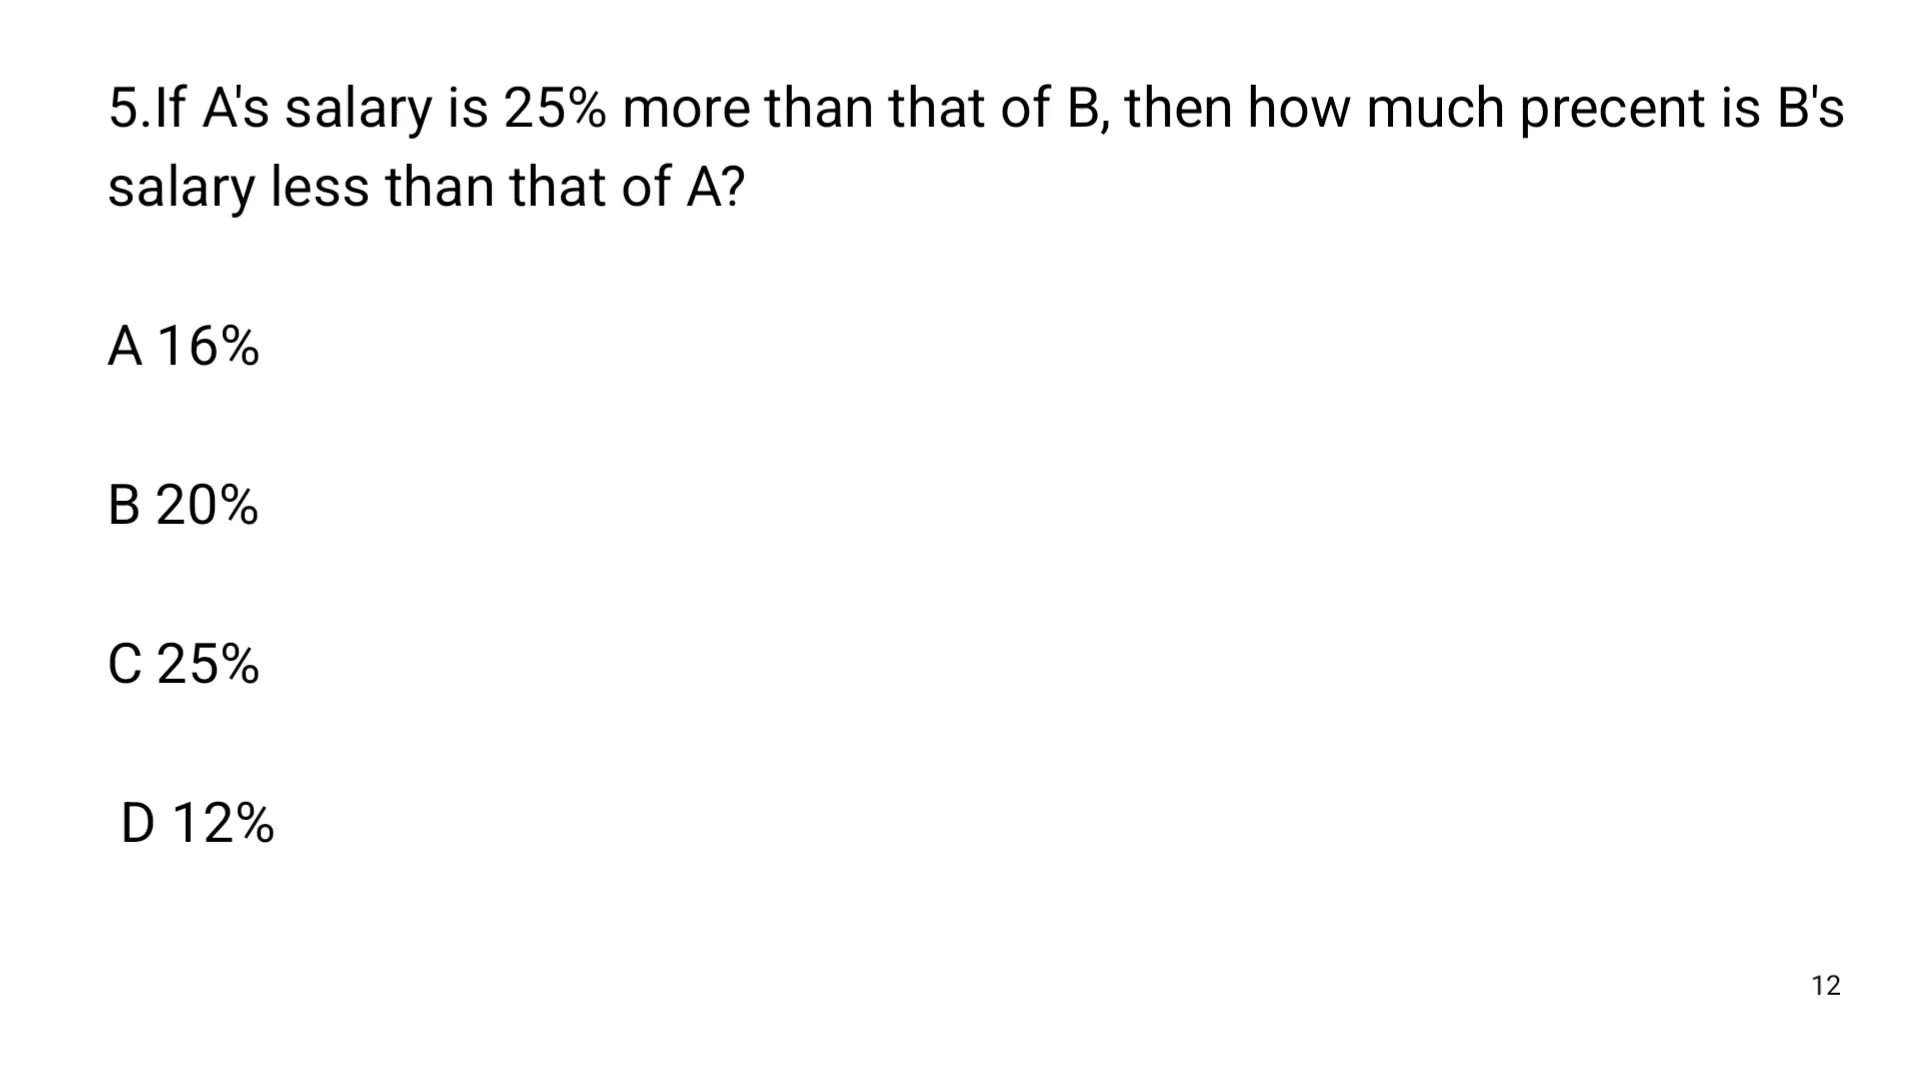 5.If A's salary is 25% more than that of B, then how much precent is B's
salary less than that of A?
A 16%
B 20%
C 25%
D 12%
12